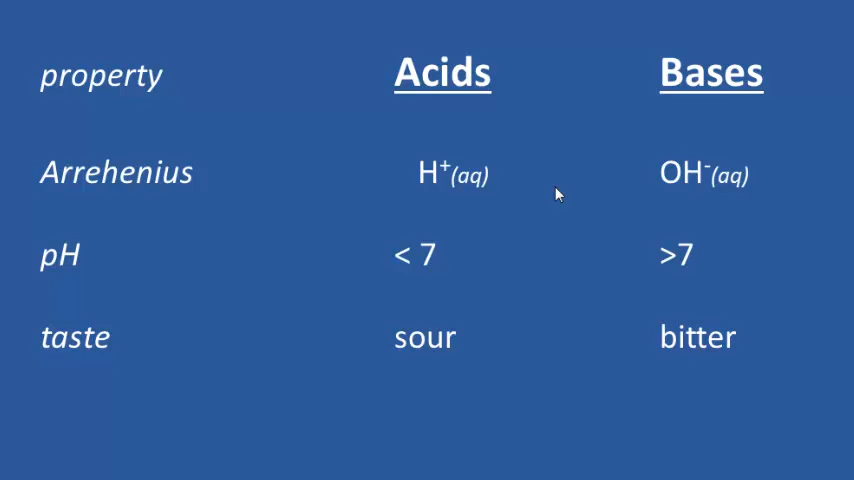 property Acids Bases
Arrehenius H⁺(aq) OH⁻(aq)
pH < 7 >7
taste sour bitter